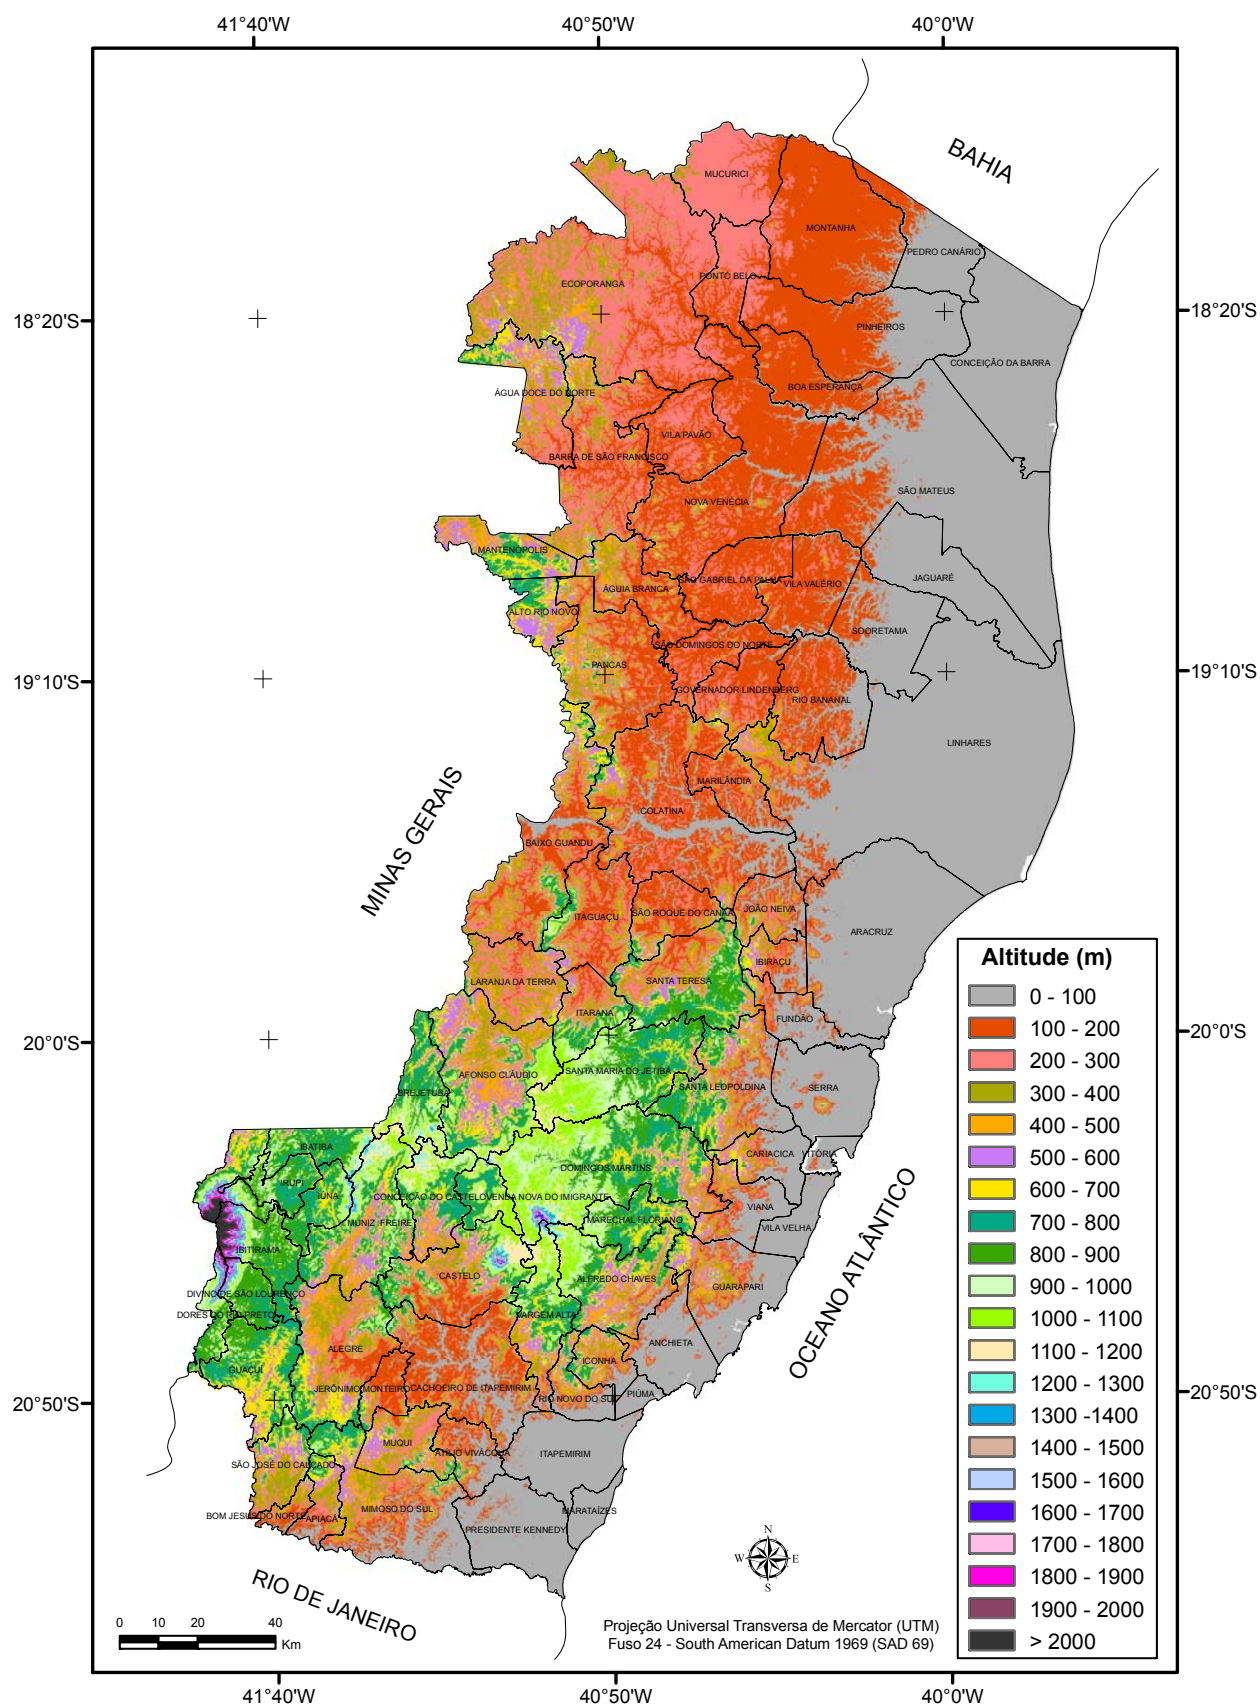 41°40'W
40°50'W
40°0'W
BAHIA
MUCURICI
MONTANHA
PEDRO CANÁRIO
PONTO BELO
ECOPORANGA
18°20'S
18°20'S
PINHEIROS
CONCEIÇÃO DA BARRA
BOA ESPERANÇA
ÁGUA DOCE DO NORTE
VILA PAVÃO
BARRA DE SÃO FRANCISCO
SÃO MATEUS
NOVA VENÉCIA
MANTENÓPOLIS
JAGUARÉ
SÃO GABRIEL DA PALHA
VILA VALÉRIO
ÁGUIA BRANCA
ALTO RIO NOVO
SOORETAMA
SÃO DOMINGOS DO NORTE
PANCAS
19°10'S
19°10'S
GOVERNADOR LINDENBERG
RIO BANANAL
LINHARES
MARILÂNDIA
MINAS GERAIS
COLATINA
BAIXO GUANDU
JOÃO NEIVA
SÃO ROQUE DO CANAÃ
ITAGUAÇU
ARACRUZ
IBIRAÇU
LARANJA DA TERRA
SANTA TERESA
ITARANA
FUNDÃO
20°0'S
20°0'S
SANTA MARIA DO JETIBÁ
AFONSO CLÁUDIO
SANTA LEOPOLDINA
SERRA
BREJETUBA
IBATIBA
CARIACICA
VITÓRIA
DOMINGOS MARTINS
IRUPI
IÚNA
CONCEIÇÃO DO CASTELO
VENDA NOVA DO IMIGRANTE
VIANA
MUNIZ FREIRE
MARECHAL FLORIANO
VILA VELHA
OCEANO ATLÂNTICO
IBITIRAMA
CASTELO
ALFREDO CHAVES
GUARAPARI
DIVINO DE SÃO LOURENÇO
DORES DO RIO PRETO
VARGEM ALTA
ANCHIETA
ALEGRE
ICONHA
GUAÇUÍ
JERÔNIMO MONTEIRO
CACHOEIRO DE ITAPEMIRIM
PIÚMA
RIO NOVO DO SUL
20°50'S
20°50'S
MUQUI
ATÍLIO VIVÁCQUA
ITAPEMIRIM
SÃO JOSÉ DO CALÇADO
MIMOSO DO SUL
MARATAÍZES
BOM JESUS DO NORTE
APIACÁ
PRESIDENTE KENNEDY
RIO DE JANEIRO
Altitude (m)
0 - 100
100 - 200
200 - 300
300 - 400
400 - 500
500 - 600
600 - 700
700 - 800
800 - 900
900 - 1000
1000 - 1100
1100 - 1200
1200 - 1300
1300 -1400
1400 - 1500
1500 - 1600
1600 - 1700
1700 - 1800
1800 - 1900
1900 - 2000
> 2000
N
W
E
S
0 10 20 40
Km
Projeção Universal Transversa de Mercator (UTM)
Fuso 24 - South American Datum 1969 (SAD 69)
41°40'W
40°50'W
40°0'W